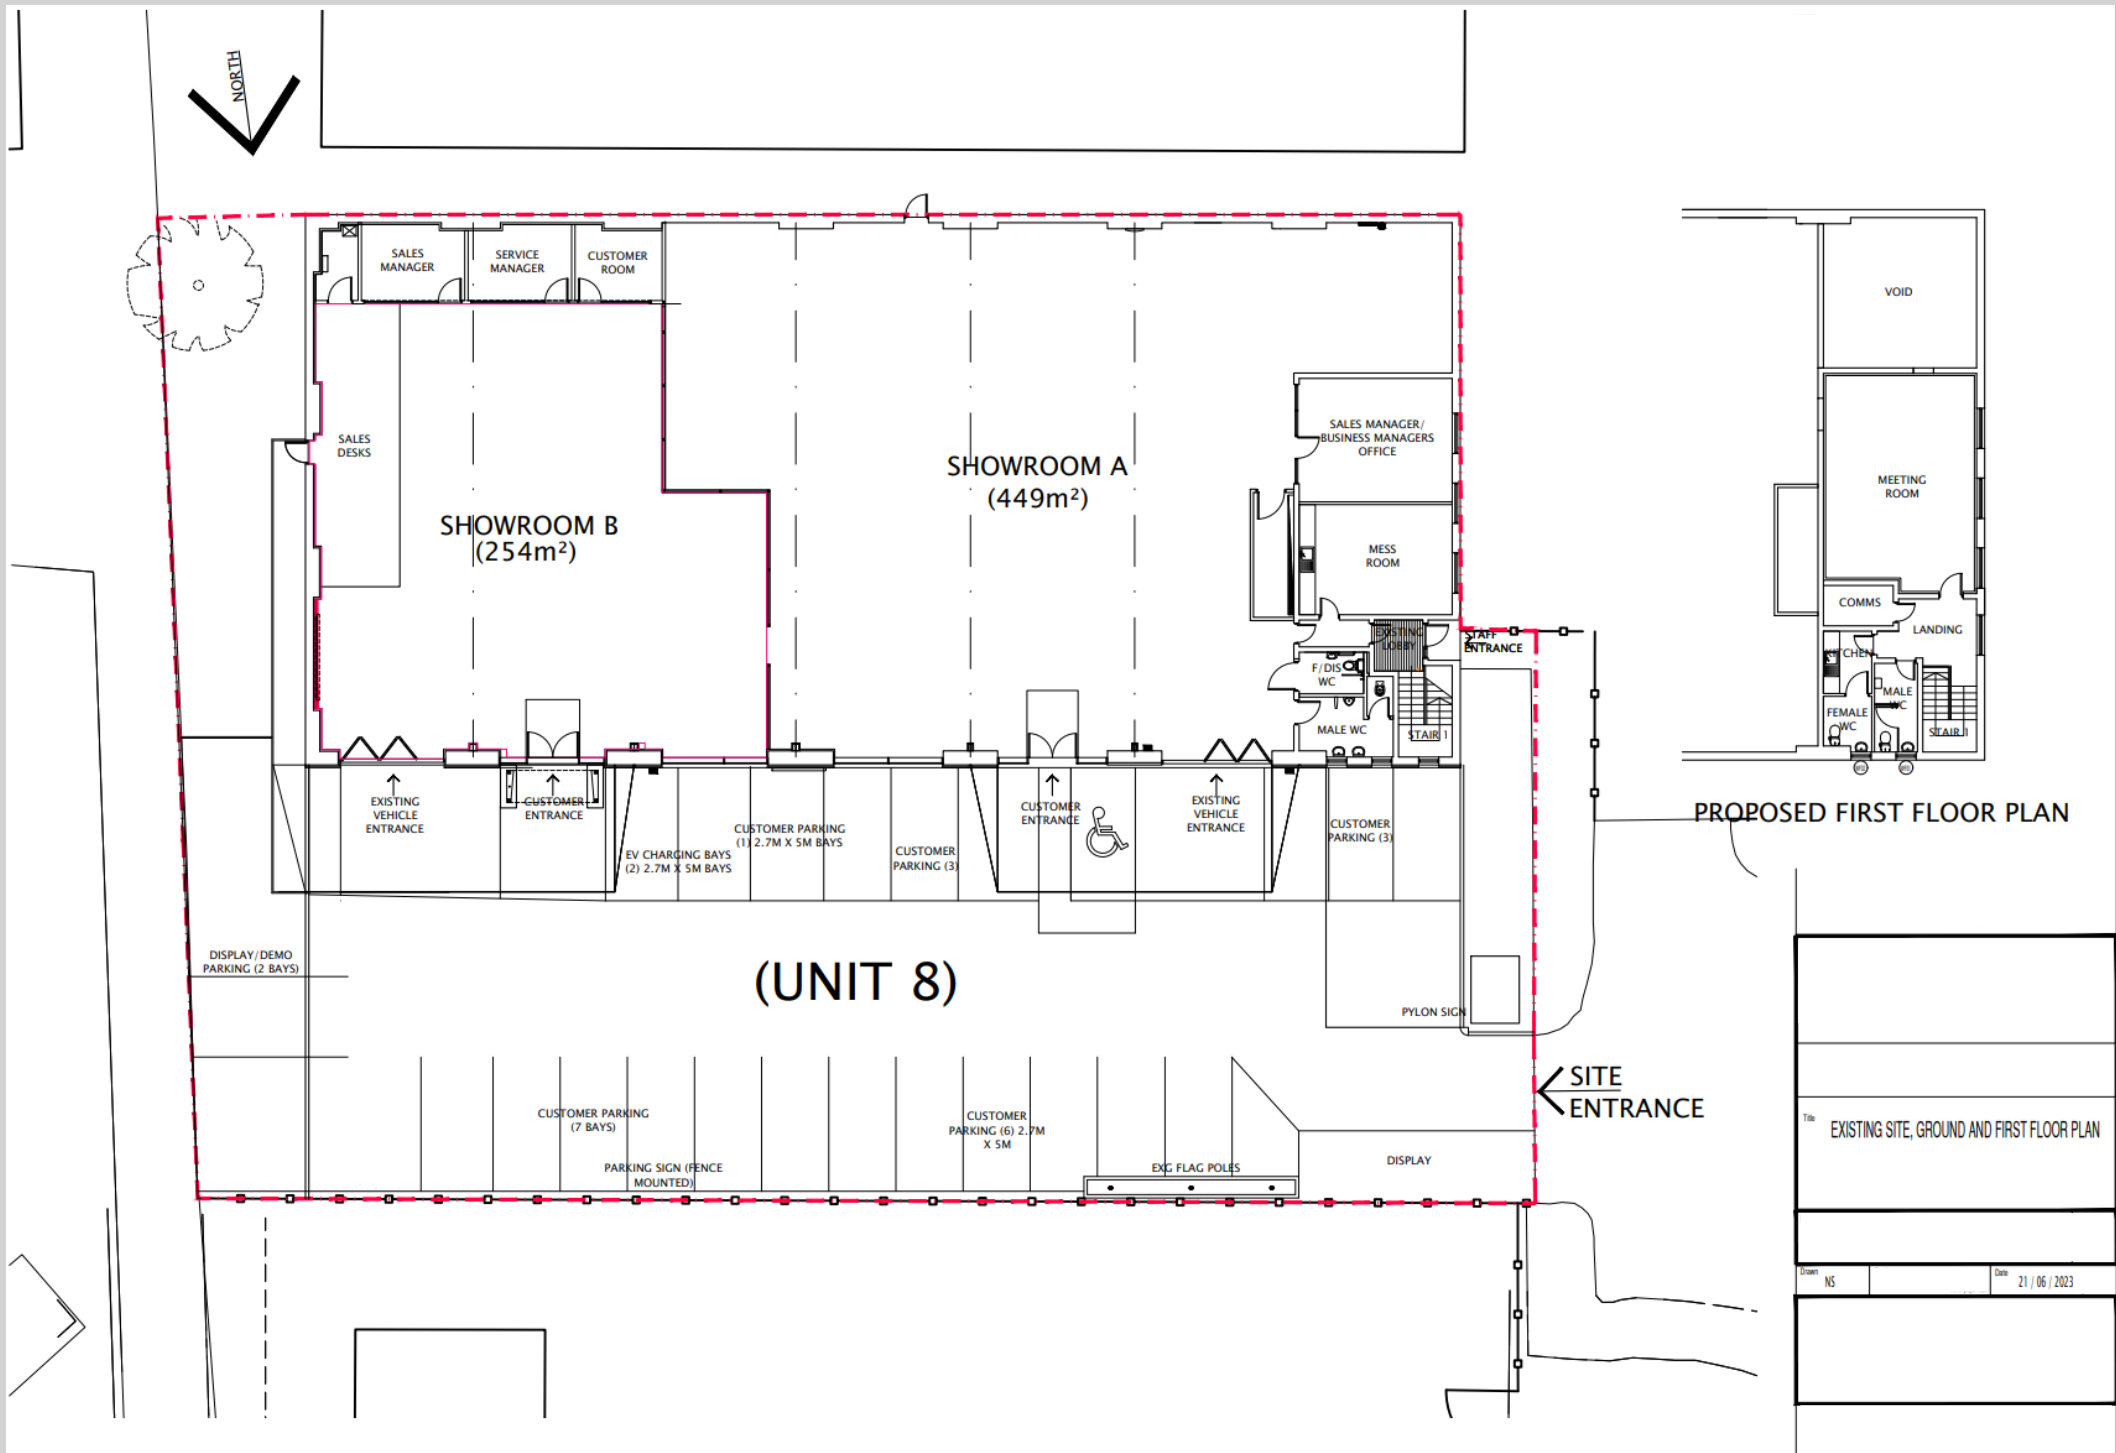 NORTH
SALES
MANAGER
SERVICE
MANAGER
CUSTOMER
ROOM
VOID
SALES
DESKS
SHOWROOM B
(254m²)
SHOWROOM A
(449m²)
SALES MANAGER/
BUSINESS MANAGERS
OFFICE
MESS
ROOM
EXISTING
LOBBY
STAFF
ENTRANCE
F/DIS
WC
MALE WC
STAIR 1
MEETING
ROOM
COMMS
LANDING
KITCHEN
MALE
WC
FEMALE
WC
STAIR 1
PROPOSED FIRST FLOOR PLAN
EXISTING
VEHICLE
ENTRANCE
CUSTOMER
ENTRANCE
EV CHARGING BAYS
(2) 2.7M X 5M BAYS
CUSTOMER PARKING
(1) 2.7M X 5M BAYS
CUSTOMER
PARKING (3)
CUSTOMER
ENTRANCE
EXISTING
VEHICLE
ENTRANCE
CUSTOMER
PARKING (3)
DISPLAY/DEMO
PARKING (2 BAYS)
(UNIT 8)
PYLON SIGN
SITE
ENTRANCE
CUSTOMER PARKING
(7 BAYS)
CUSTOMER
PARKING (6) 2.7M
X 5M
PARKING SIGN (FENCE
MOUNTED)
EXG FLAG POLES
DISPLAY
Title
EXISTING SITE, GROUND AND FIRST FLOOR PLAN
Drawn
NS
Date
21 / 06 / 2023